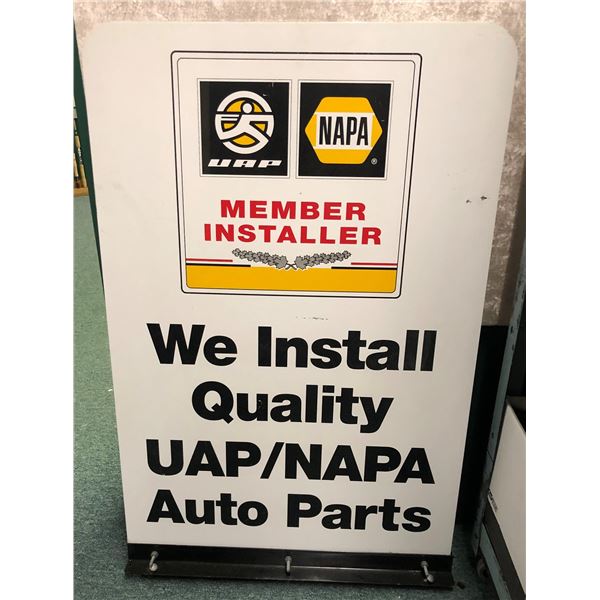 UAP NAPA ®
MEMBER
INSTALLER
We Install
Quality
UAP/NAPA
Auto Parts